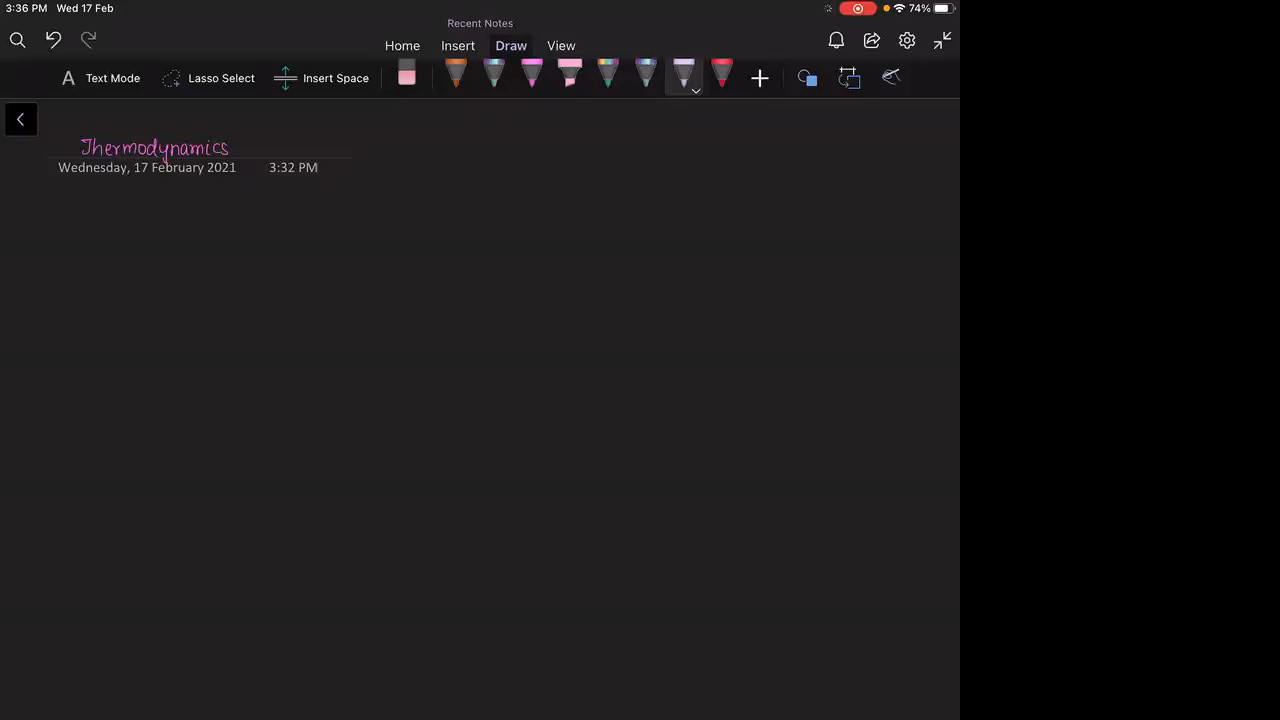 3:36 PM Wed 17 Feb
74%
Recent Notes
Home Insert Draw View
A Text Mode Lasso Select Insert Space
Thermodynamics
Wednesday, 17 February 2021 3:32 PM